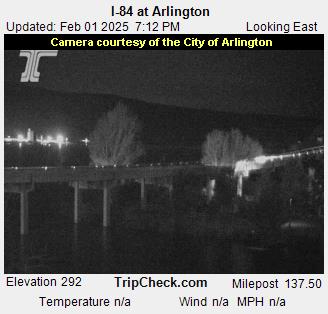 I-84 at Arlington
Updated: Feb 01 2025 7:12 PM Looking East
Camera courtesy of the City of Arlington
Elevation 292 TripCheck.com Milepost 137.50
Temperature n/a Wind n/a MPH n/a